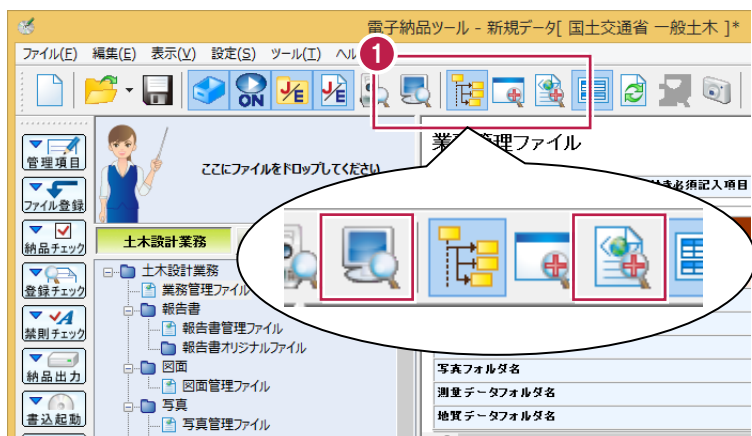 電子納品ツール - 新規データ[ 国土交通省 一般土木 ]*
ファイル(F) 編集(E) 表示(V) 設定(S) ツール(T) ヘル
1
ON
J/E
J/E
管理項目
ファイル登録
納品チェック
登録チェック
禁則チェック
納品出力
書込起動
ここにファイルをドロップしてください
土木設計業務
土木設計業務
業務管理ファイル
報告書
報告書管理ファイル
報告書オリジナルファイル
図面
図面管理ファイル
写真
写真管理ファイル
業務管理ファイル
必須記入項目
写真フォルダ名
測量データフォルダ名
地質データフォルダ名